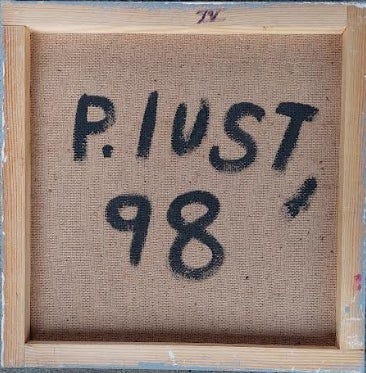 P. IUST,
98